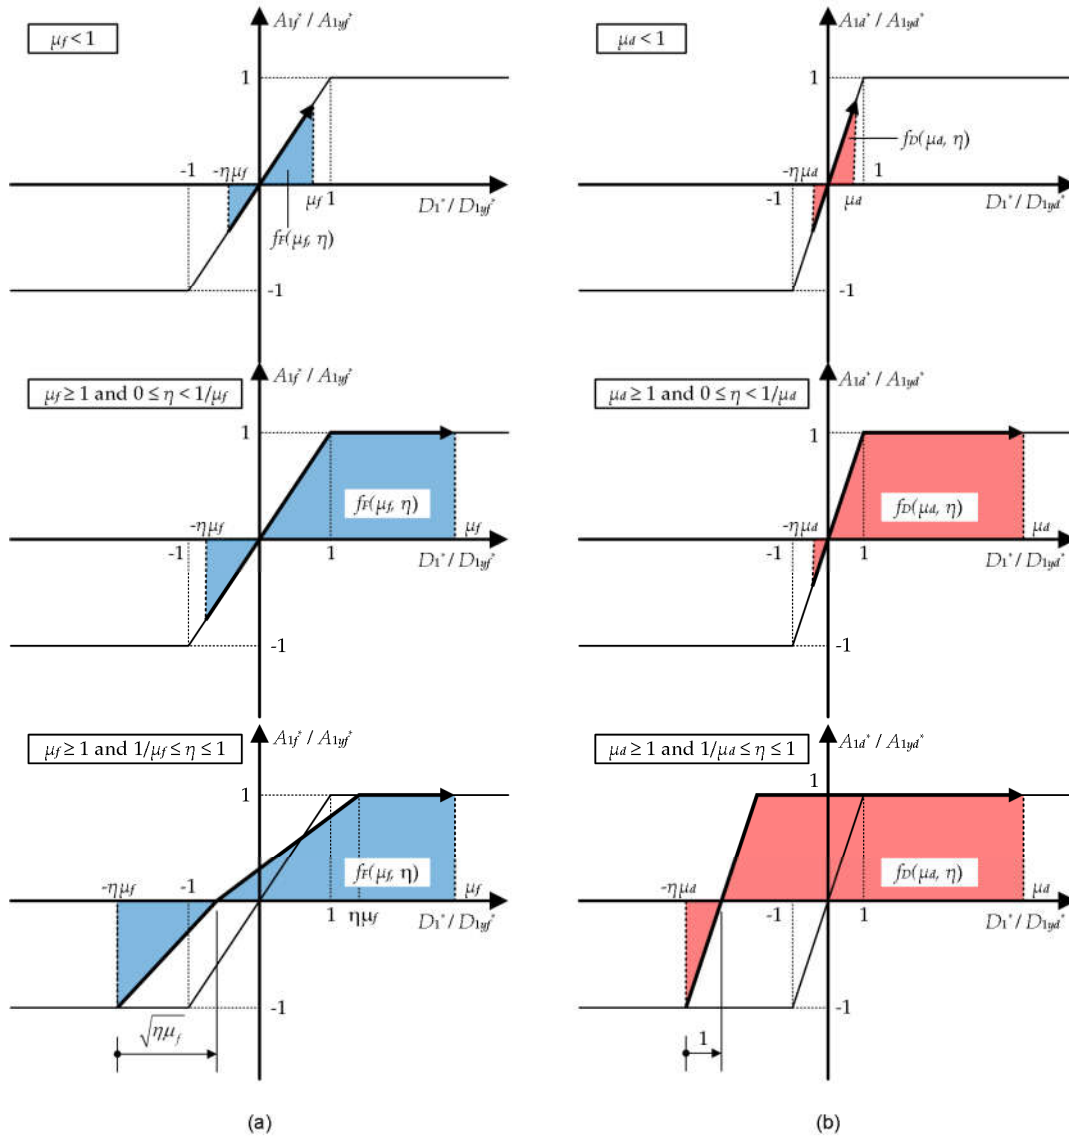 A1f* / A1yf*
μf < 1
1
-1
-ημf
μf
1
D1* / D1yf*
fF(μf, η)
-1
A1d* / A1yd*
μd < 1
1
fD(μd, η)
-1
-ημd
μd
1
D1* / D1yd*
-1
A1f* / A1yf*
μf ≥ 1 and 0 ≤ η < 1/μf
1
fF(μf, η)
-ημf
μf
-1
1
D1* / D1yf*
-1
A1d* / A1yd*
μd ≥ 1 and 0 ≤ η < 1/μd
1
fD(μd, η)
-ημd
μd
-1
1
D1* / D1yd*
-1
A1f* / A1yf*
μf ≥ 1 and 1/μf ≤ η ≤ 1
1
fF(μf, η)
-ημf
-1
μf
1
ημf
D1* / D1yf*
-1
√ημf
A1d* / A1yd*
μd ≥ 1 and 1/μd ≤ η ≤ 1
1
fD(μd, η)
-ημd
μd
-1
1
D1* / D1yd*
-1
1
(a)
(b)